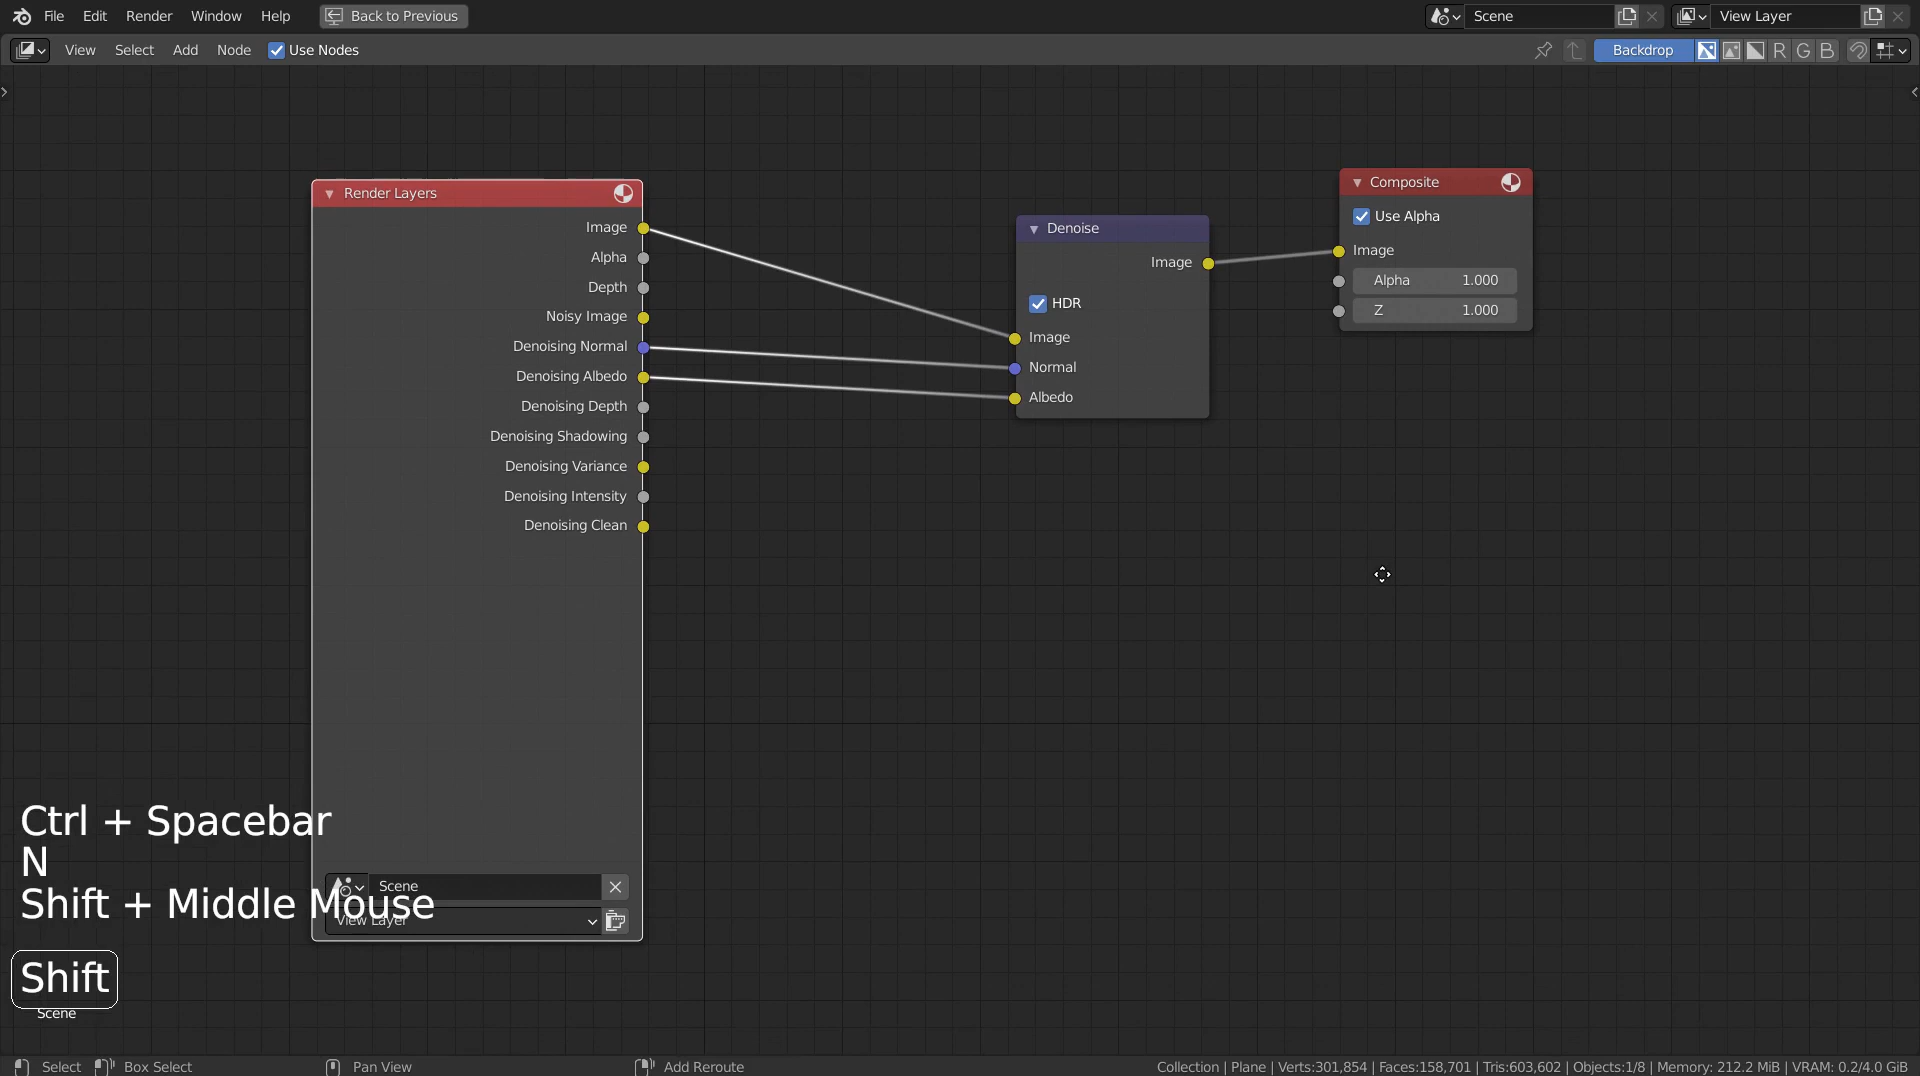 File Edit Render Window Help Back to Previous Scene View Layer
View Select Add Node Use Nodes Backdrop R G B
Render Layers
Image
Alpha
Depth
Noisy Image
Denoising Normal
Denoising Albedo
Denoising Depth
Denoising Shadowing
Denoising Variance
Denoising Intensity
Denoising Clean
Scene
View Layer
Denoise
Image
HDR
Image
Normal
Albedo
Composite
Use Alpha
Image
Alpha 1.000
Z 1.000
Ctrl + Spacebar
N
Shift + Middle Mouse
Shift
Scene
Select Box Select Pan View Add Reroute Collection | Plane | Verts:301,854 | Faces:158,701 | Tris:603,602 | Objects:1/8 | Memory: 212.2 MiB | VRAM: 0.2/4.0 GiB